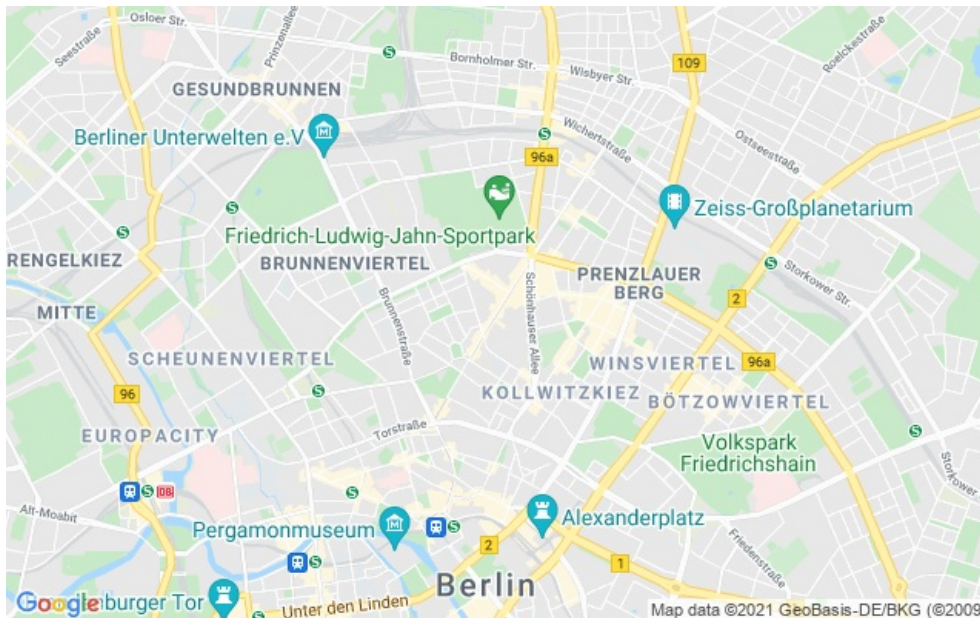 Osloer Str.
Seestraße
Prinzenallee
Bornholmer Str.
Wisbyer Str.
109
Roelckestraße
GESUNDBRUNNEN
Berliner Unterwelten e.V
Wichertstraße
Ostseestraße
96a
Zeiss-Großplanetarium
Friedrich-Ludwig-Jahn-Sportpark
RENGELKIEZ
BRUNNENVIERTEL
PRENZLAUER
BERG
Storkower Str.
2
MITTE
Brunnenstraße
Schönhauser Allee
SCHEUNENVIERTEL
WINSVIERTEL
96a
96
KOLLWITZKIEZ
BÖTZOWVIERTEL
EUROPACITY
Torstraße
Volkspark
Friedrichshain
Storkower
Alt-Moabit
Pergamonmuseum
Alexanderplatz
2
1
Friedenstraße
Berlin
Unter den Linden
Google
nburger Tor
Map data ©2021 GeoBasis-DE/BKG (©2009